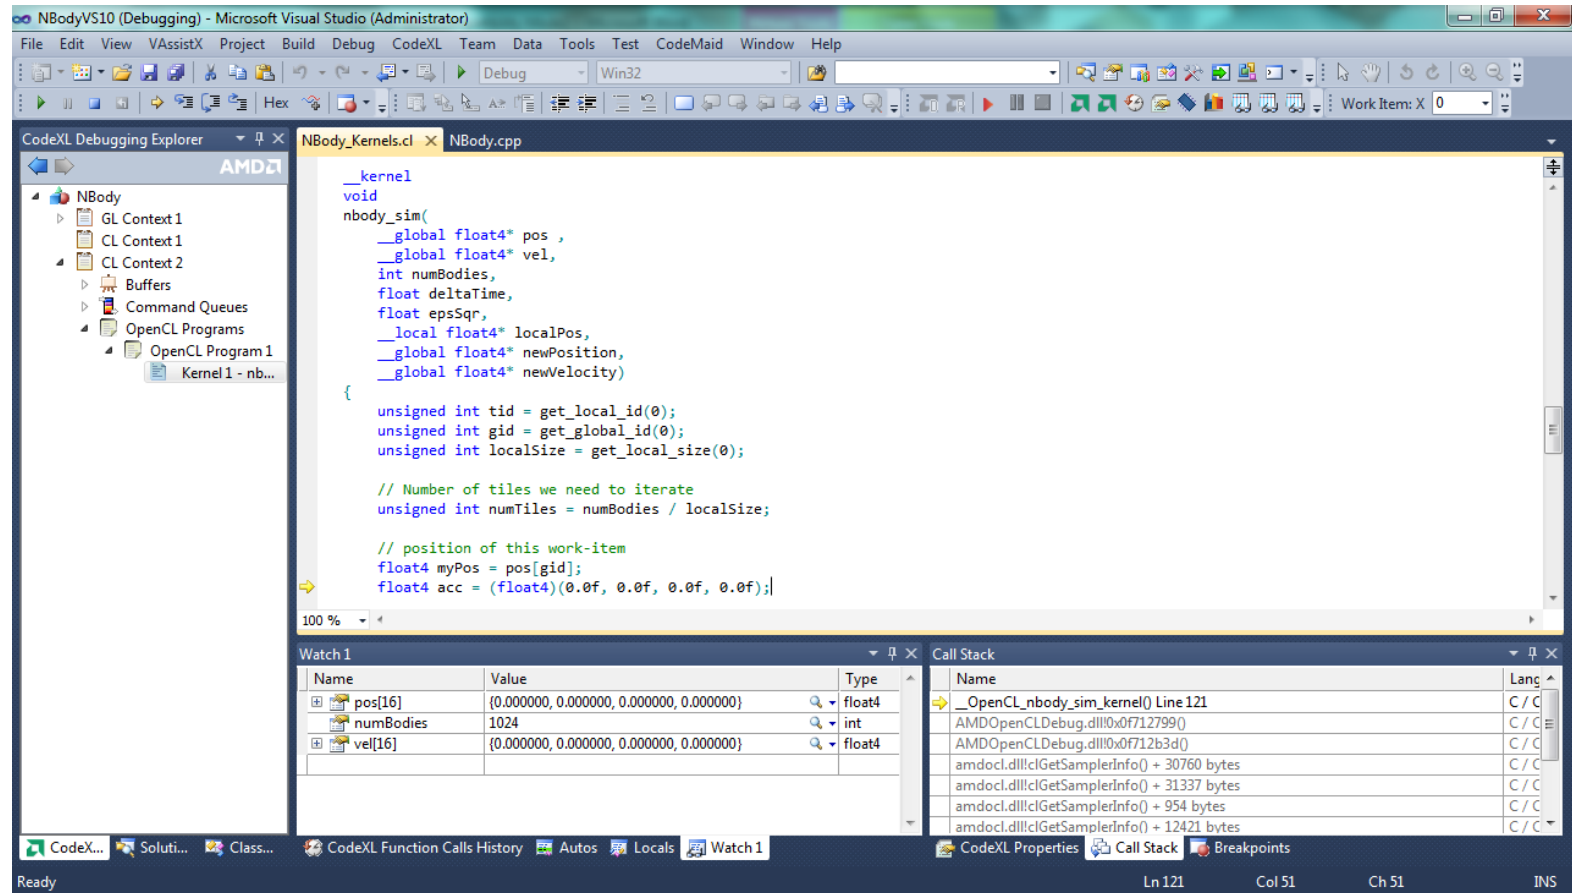 NBodyVS10 (Debugging) - Microsoft Visual Studio (Administrator)
File Edit View VAssistX Project Build Debug CodeXL Team Data Tools Test CodeMaid Window Help
Debug Win32
Hex Work Item: X 0
CodeXL Debugging Explorer
AMD
NBody
GL Context 1
CL Context 1
CL Context 2
Buffers
Command Queues
OpenCL Programs
OpenCL Program 1
Kernel 1 - nb...
NBody_Kernels.cl NBody.cpp
__kernel
void
nbody_sim(
__global float4* pos ,
__global float4* vel,
int numBodies,
float deltaTime,
float epsSqr,
__local float4* localPos,
__global float4* newPosition,
__global float4* newVelocity)
{
unsigned int tid = get_local_id(0);
unsigned int gid = get_global_id(0);
unsigned int localSize = get_local_size(0);
// Number of tiles we need to iterate
unsigned int numTiles = numBodies / localSize;
// position of this work-item
float4 myPos = pos[gid];
float4 acc = (float4)(0.0f, 0.0f, 0.0f, 0.0f);
100 %
Watch 1
Name Value Type
pos[16] {0.000000, 0.000000, 0.000000, 0.000000} float4
numBodies 1024 int
vel[16] {0.000000, 0.000000, 0.000000, 0.000000} float4
Call Stack
Name Lang
__OpenCL_nbody_sim_kernel() Line 121 C / C
AMDOpenCLDebug.dll!0x0f712799() C / C
AMDOpenCLDebug.dll!0x0f712b3d() C / C
amdocl.dll!clGetSamplerInfo() + 30760 bytes C / C
amdocl.dll!clGetSamplerInfo() + 31337 bytes C / C
amdocl.dll!clGetSamplerInfo() + 954 bytes C / C
amdocl.dll!clGetSamplerInfo() + 12421 bytes C / C
CodeX... Soluti... Class... CodeXL Function Calls History Autos Locals Watch 1 CodeXL Properties Call Stack Breakpoints
Ready Ln 121 Col 51 Ch 51 INS